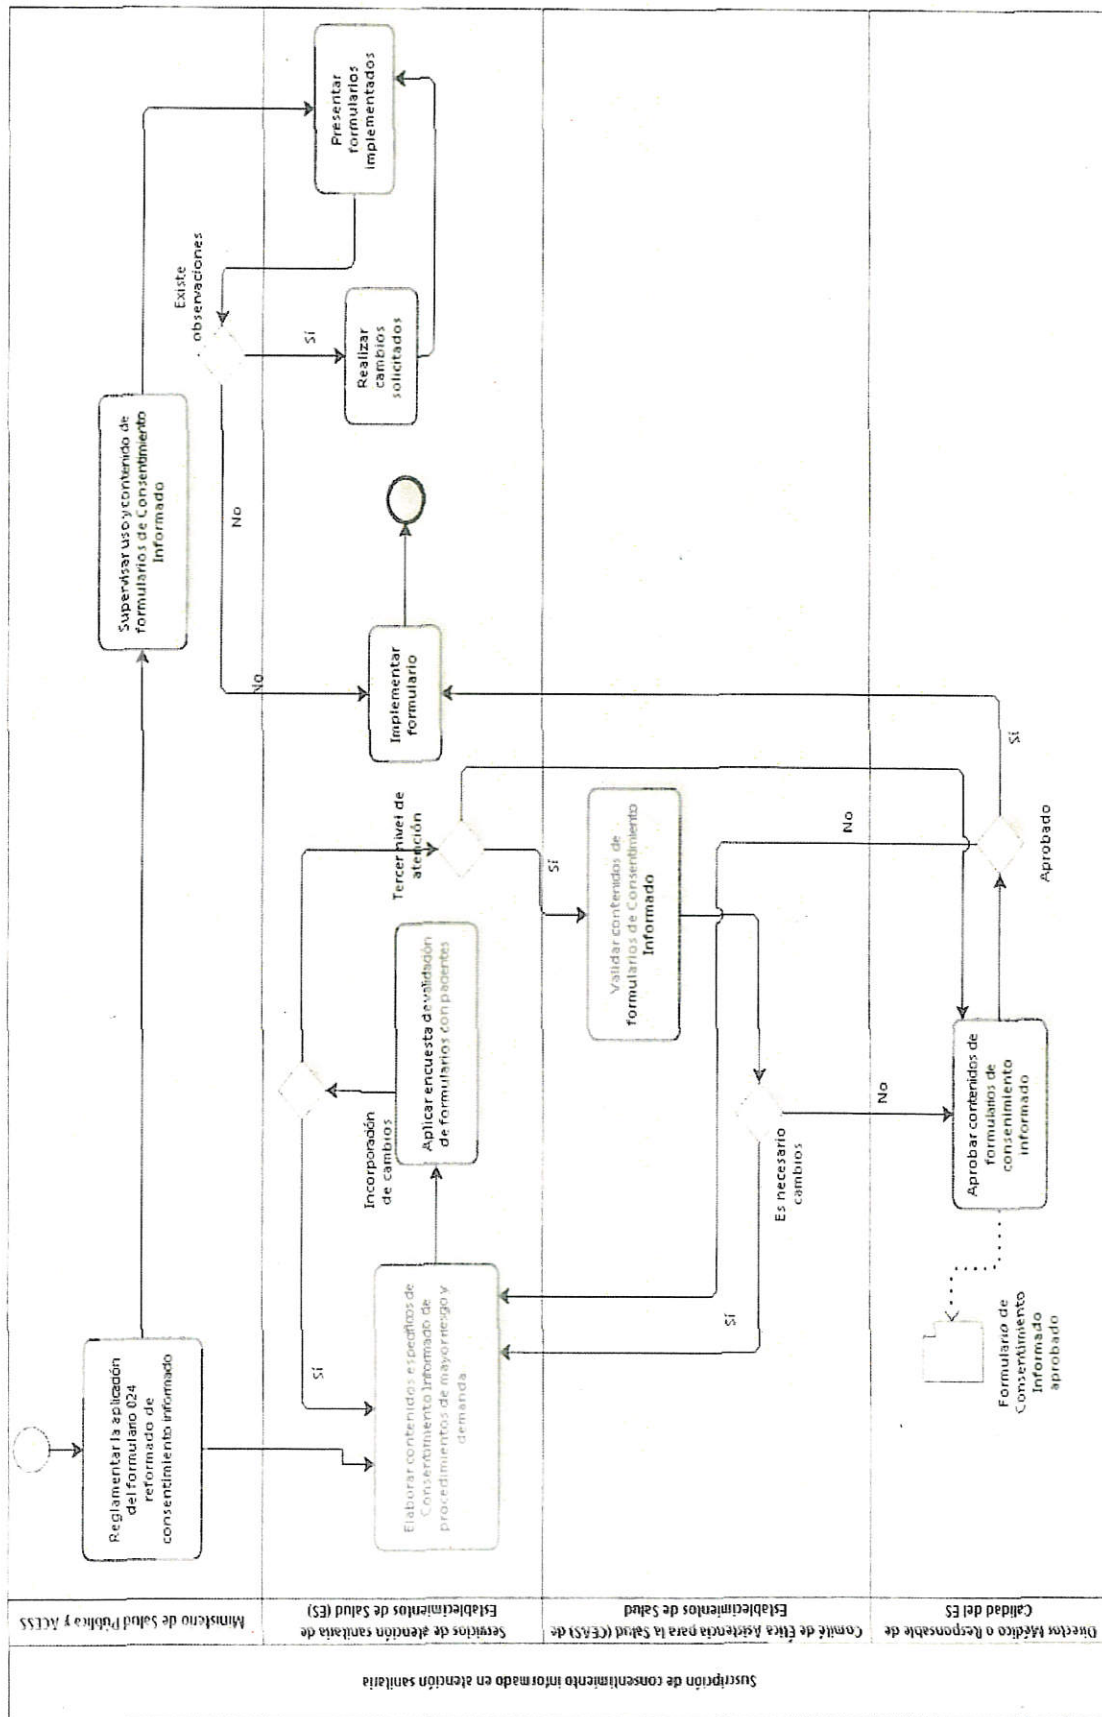 Suscripción de consentimiento informado en atención sanitaria
Ministerio de Salud Pública y ACESS
Reglamentar la aplicación
del formulario 024
reformado de
consentimiento informado
Supervisar uso y contenido de
formularios de Consentimiento
Informado
Existe
observaciones
No
Sí
No
Servicios de atención sanitaria de
Establecimientos de Salud (ES)
Sí
Elaborar contenidos específicos de
Consentimiento Informado de
procedimientos de mayor riesgo y
demanda
Incorporación
de cambios
Aplicar encuesta de validación
de formularios con pacientes
Tercer nivel de
atención
Implementar
formulario
Realizar
cambios
solicitados
Presentar
formularios
implementados
Sí
Comité de Ética Asistencia para la Salud (CEAS) de
Establecimientos de Salud
Validar contenidos de
formularios de Consentimiento
Informado
Sí
Es necesario
cambios
No
No
Director Médico o Responsable de
Calidad del ES
Formulario de
Consentimiento
Informado
aprobado
Aprobar contenidos de
formularios de
consenimiento
informado
Aprobado
Sí